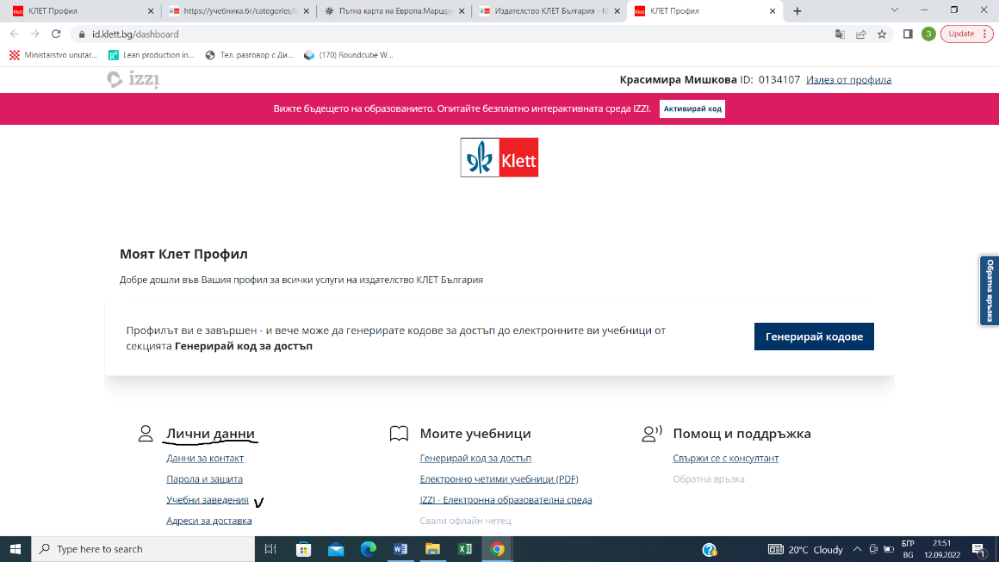 КЛЕТ Профил
https://учебника.бг/categories/i
Пътна карта на Европа.Маршру
Издателство КЛЕТ България - Kl
КЛЕТ Профил
id.klett.bg/dashboard
3
Update
Ministarstvo unutar...
Lean production in...
Тел. разговор с Ди...
(170) Roundcube W...
izzi
Красимира Мишкова ID: 0134107 Излез от профила
Вижте бъдещето на образованието. Опитайте безплатно интерактивната среда IZZI. Активирай код
Klett
Моят Клет Профил
Добре дошли във Вашия профил за всички услуги на издателство КЛЕТ България
Обратна връзка
Профилът ви е завършен - и вече може да генерирате кодове за достъп до електронните ви учебници от
секцията Генерирай код за достъп
Генерирай кодове
Лични данни
Данни за контакт
Парола и защита
Учебни заведения
Адреси за доставка
Моите учебници
Генерирай код за достъп
Електронно четими учебници (PDF)
IZZI - Електронна образователна среда
Свали офлайн четец
Помощ и поддръжка
Свържи се с консултант
Обратна връзка
Type here to search
20°C Cloudy
БГР
BG
21:51
12.09.2022
1